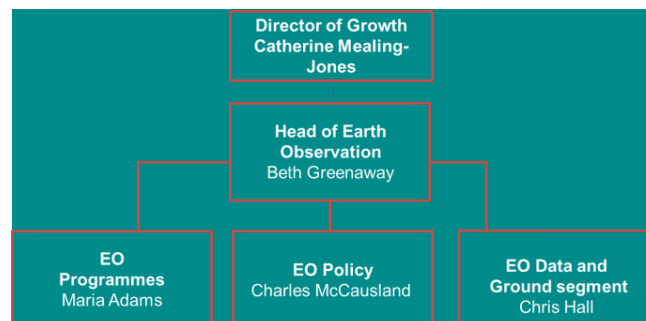 Director of Growth
Catherine Mealing-
Jones
Head of Earth
Observation
Beth Greenaway
EO
Programmes
Maria Adams
EO Policy
Charles McCausland
EO Data and
Ground segment
Chris Hall